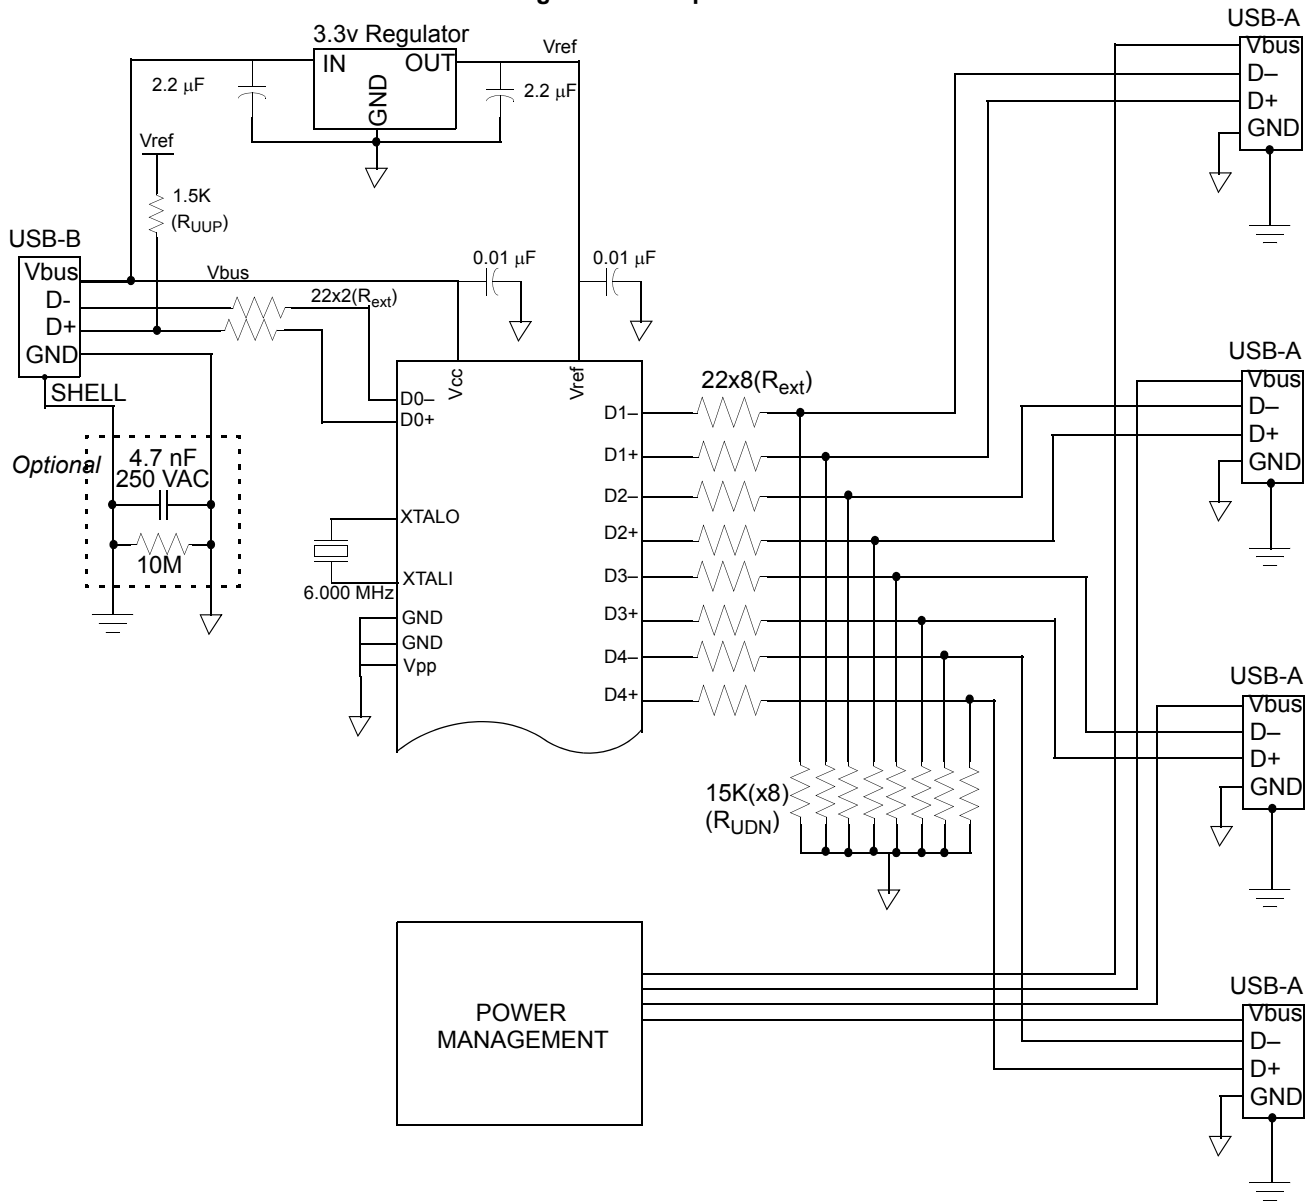 USB-A
3.3v Regulator
Vref
Vbus
IN
OUT
GND
D–
2.2 μF
2.2 μF
D+
GND
Vref
1.5K
(RUUP)
USB-B
Vbus
0.01 μF
0.01 μF
Vbus
D-
22x2(Rext)
D+
GND
SHELL
Vcc
Vref
D0–
D0+
Optional
4.7 nF
250 VAC
10M
XTALO
XTALI
6.000 MHz
GND
GND
Vpp
22x8(Rext)
D1–
D1+
D2–
D2+
D3–
D3+
D4–
D4+
15K(x8)
(RUDN)
USB-A
Vbus
D–
D+
GND
USB-A
Vbus
D–
D+
GND
POWER
MANAGEMENT
USB-A
Vbus
D–
D+
GND